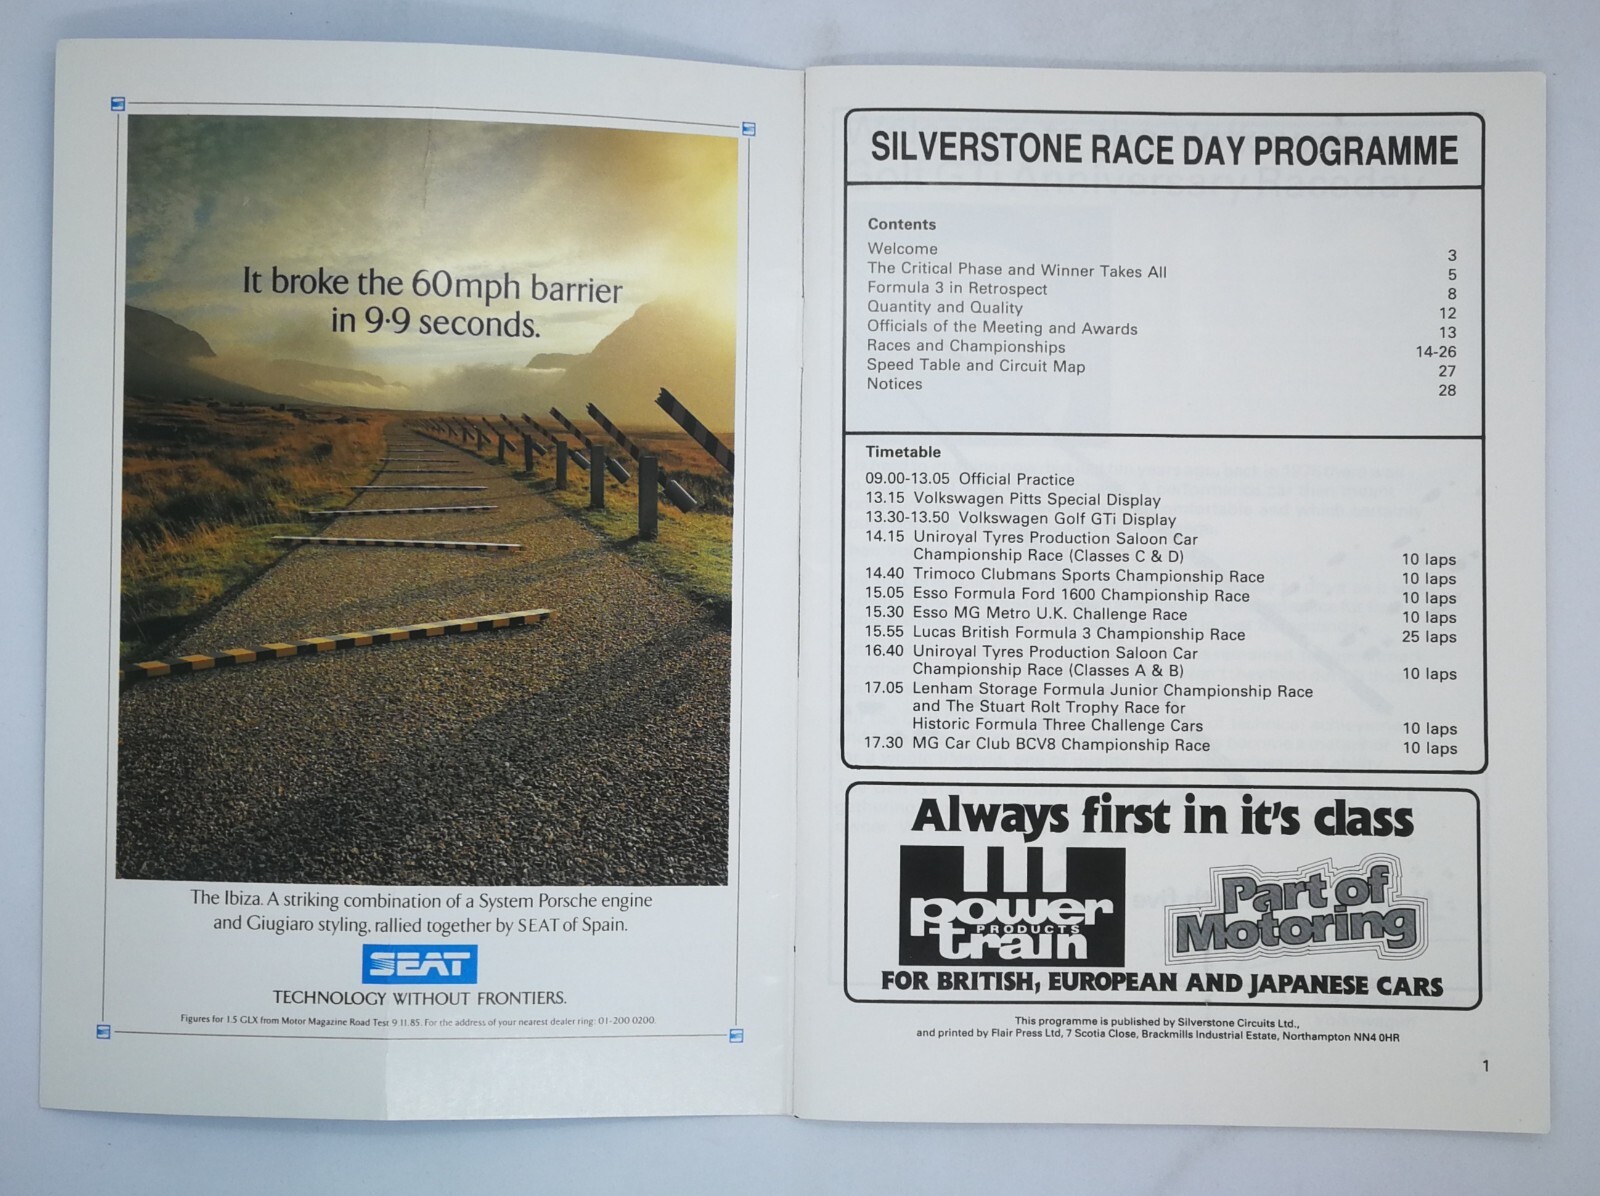 It broke the 60mph barrier
in 9·9 seconds.
The Ibiza. A striking combination of a System Porsche engine
and Giugiaro styling, rallied together by SEAT of Spain.
SEAT
TECHNOLOGY WITHOUT FRONTIERS.
Figures for 1.5 GLX from Motor Magazine Road Test 9.11.85. For the address of your nearest dealer ring: 01-200 0200.
SILVERSTONE RACE DAY PROGRAMME
Contents
Welcome 3
The Critical Phase and Winner Takes All 5
Formula 3 in Retrospect 8
Quantity and Quality 12
Officials of the Meeting and Awards 13
Races and Championships 14-26
Speed Table and Circuit Map 27
Notices 28
Timetable
09.00-13.05 Official Practice
13.15 Volkswagen Pitts Special Display
13.30-13.50 Volkswagen Golf GTi Display
14.15 Uniroyal Tyres Production Saloon Car
Championship Race (Classes C & D) 10 laps
14.40 Trimoco Clubmans Sports Championship Race 10 laps
15.05 Esso Formula Ford 1600 Championship Race 10 laps
15.30 Esso MG Metro U.K. Challenge Race 10 laps
15.55 Lucas British Formula 3 Championship Race 25 laps
16.40 Uniroyal Tyres Production Saloon Car
Championship Race (Classes A & B) 10 laps
17.05 Lenham Storage Formula Junior Championship Race
and The Stuart Rolt Trophy Race for
Historic Formula Three Challenge Cars 10 laps
17.30 MG Car Club BCV8 Championship Race 10 laps
Always first in it's class
power
PRODUCTS
train
Part of
Motoring
FOR BRITISH, EUROPEAN AND JAPANESE CARS
This programme is published by Silverstone Circuits Ltd.,
and printed by Flair Press Ltd, 7 Scotia Close, Brackmills Industrial Estate, Northampton NN4 0HR
1